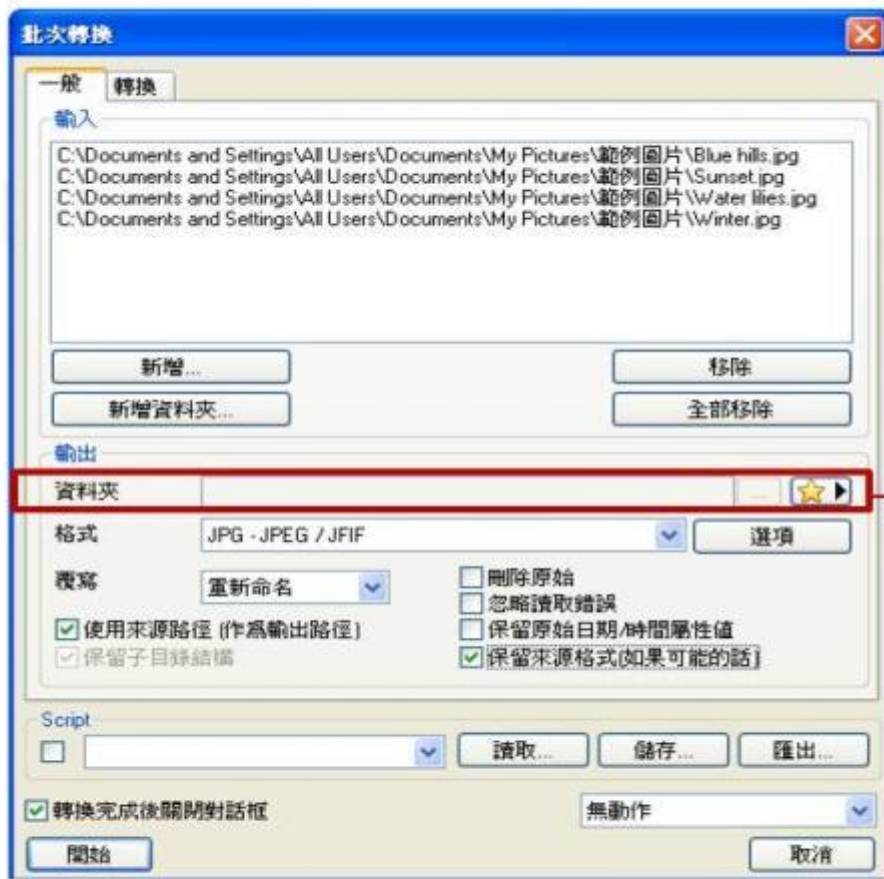 批次轉換
一般 轉換
輸入
C:\Documents and Settings\All Users\Documents\My Pictures\範例圖片\Blue hills.jpg
C:\Documents and Settings\All Users\Documents\My Pictures\範例圖片\Sunset.jpg
C:\Documents and Settings\All Users\Documents\My Pictures\範例圖片\Water lilies.jpg
C:\Documents and Settings\All Users\Documents\My Pictures\範例圖片\Winter.jpg
新增... 移除
新增資料夾... 全部移除
輸出
資料夾 ...
格式 JPG - JPEG / JFIF 選項
覆寫 重新命名
刪除原始
忽略讀取錯誤
使用來源路徑 (作為輸出路徑) 保留原始日期/時間屬性值
保留子目錄結構 保留來源格式(如果可能的話)
Script
讀取... 儲存... 匯出...
轉換完成後關閉對話框 無動作
開始 取消